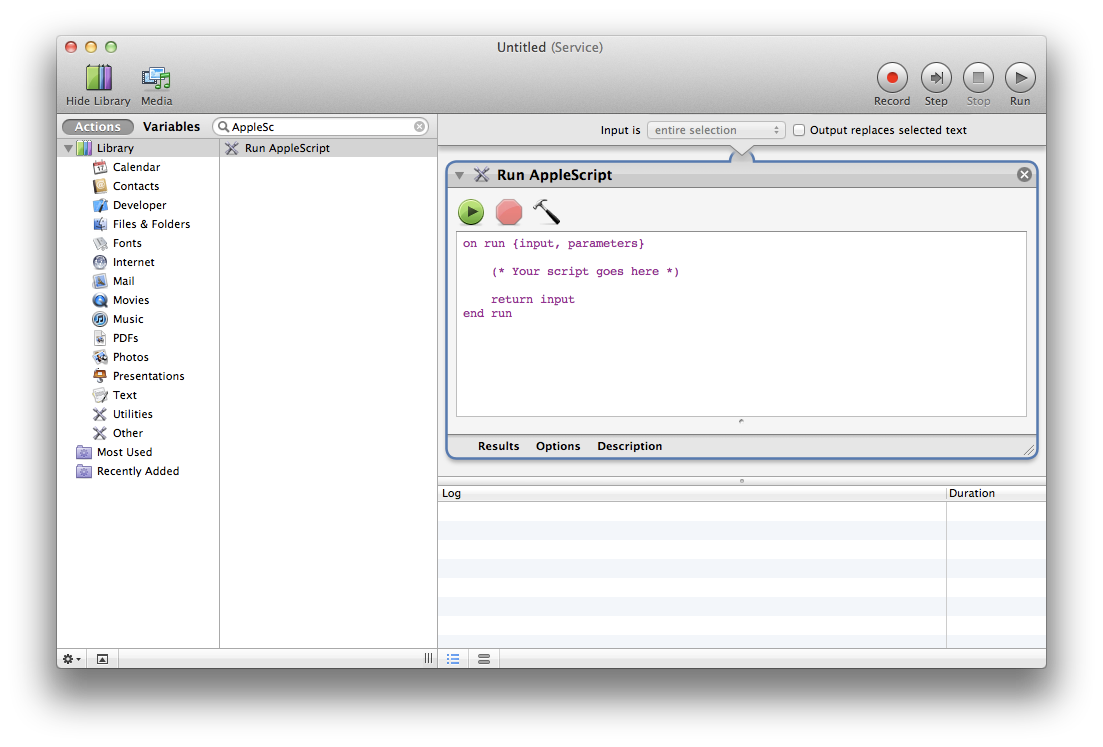 Untitled (Service)
Hide Library
Media
Record
Step
Stop
Run
Actions
Variables
AppleSc
Input is
entire selection
Output replaces selected text
Library
Calendar
Contacts
Developer
Files & Folders
Fonts
Internet
Mail
Movies
Music
PDFs
Photos
Presentations
Text
Utilities
Other
Most Used
Recently Added
Run AppleScript
Run AppleScript
on run {input, parameters}
(* Your script goes here *)
return input
end run
Results
Options
Description
Log
Duration